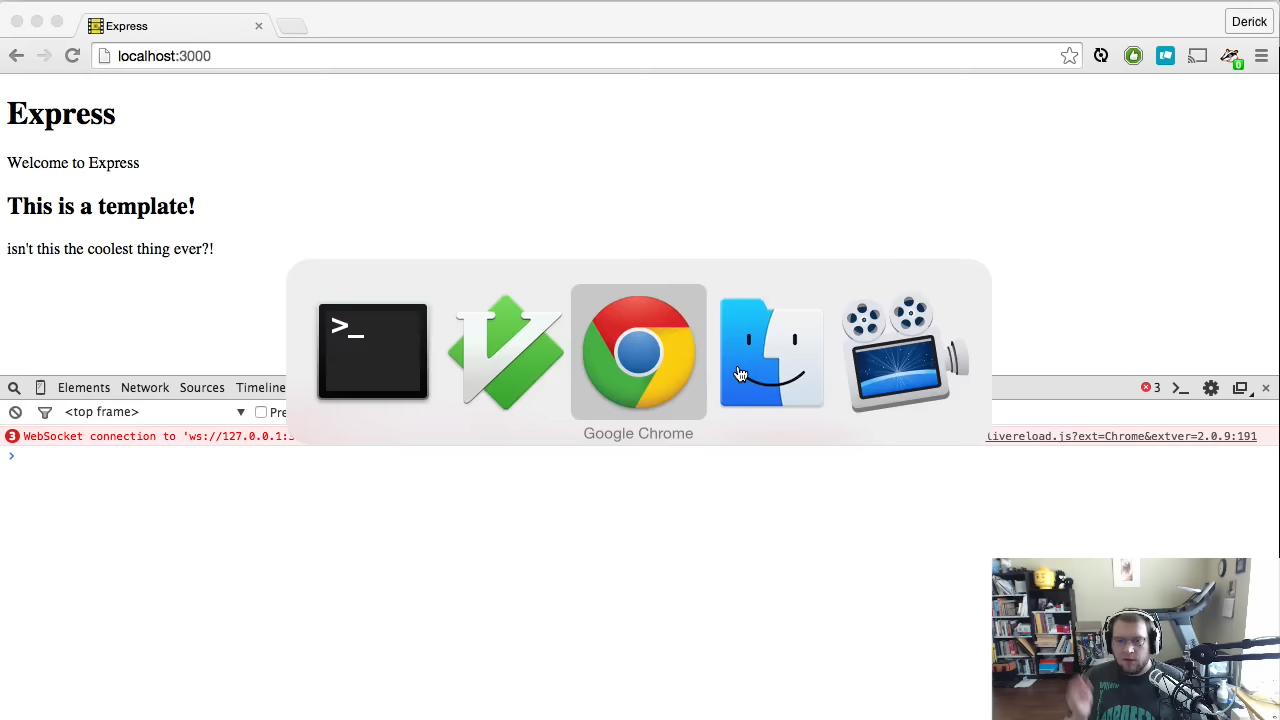 Express
Derick
localhost:3000
0
Express
Welcome to Express
This is a template!
isn't this the coolest thing ever?!
>_
Google Chrome
Elements Network Sources Timeline
3
<top frame>
Pre
3 WebSocket connection to 'ws://127.0.0.1:
livereload.js?ext=Chrome&extver=2.0.9:191
>